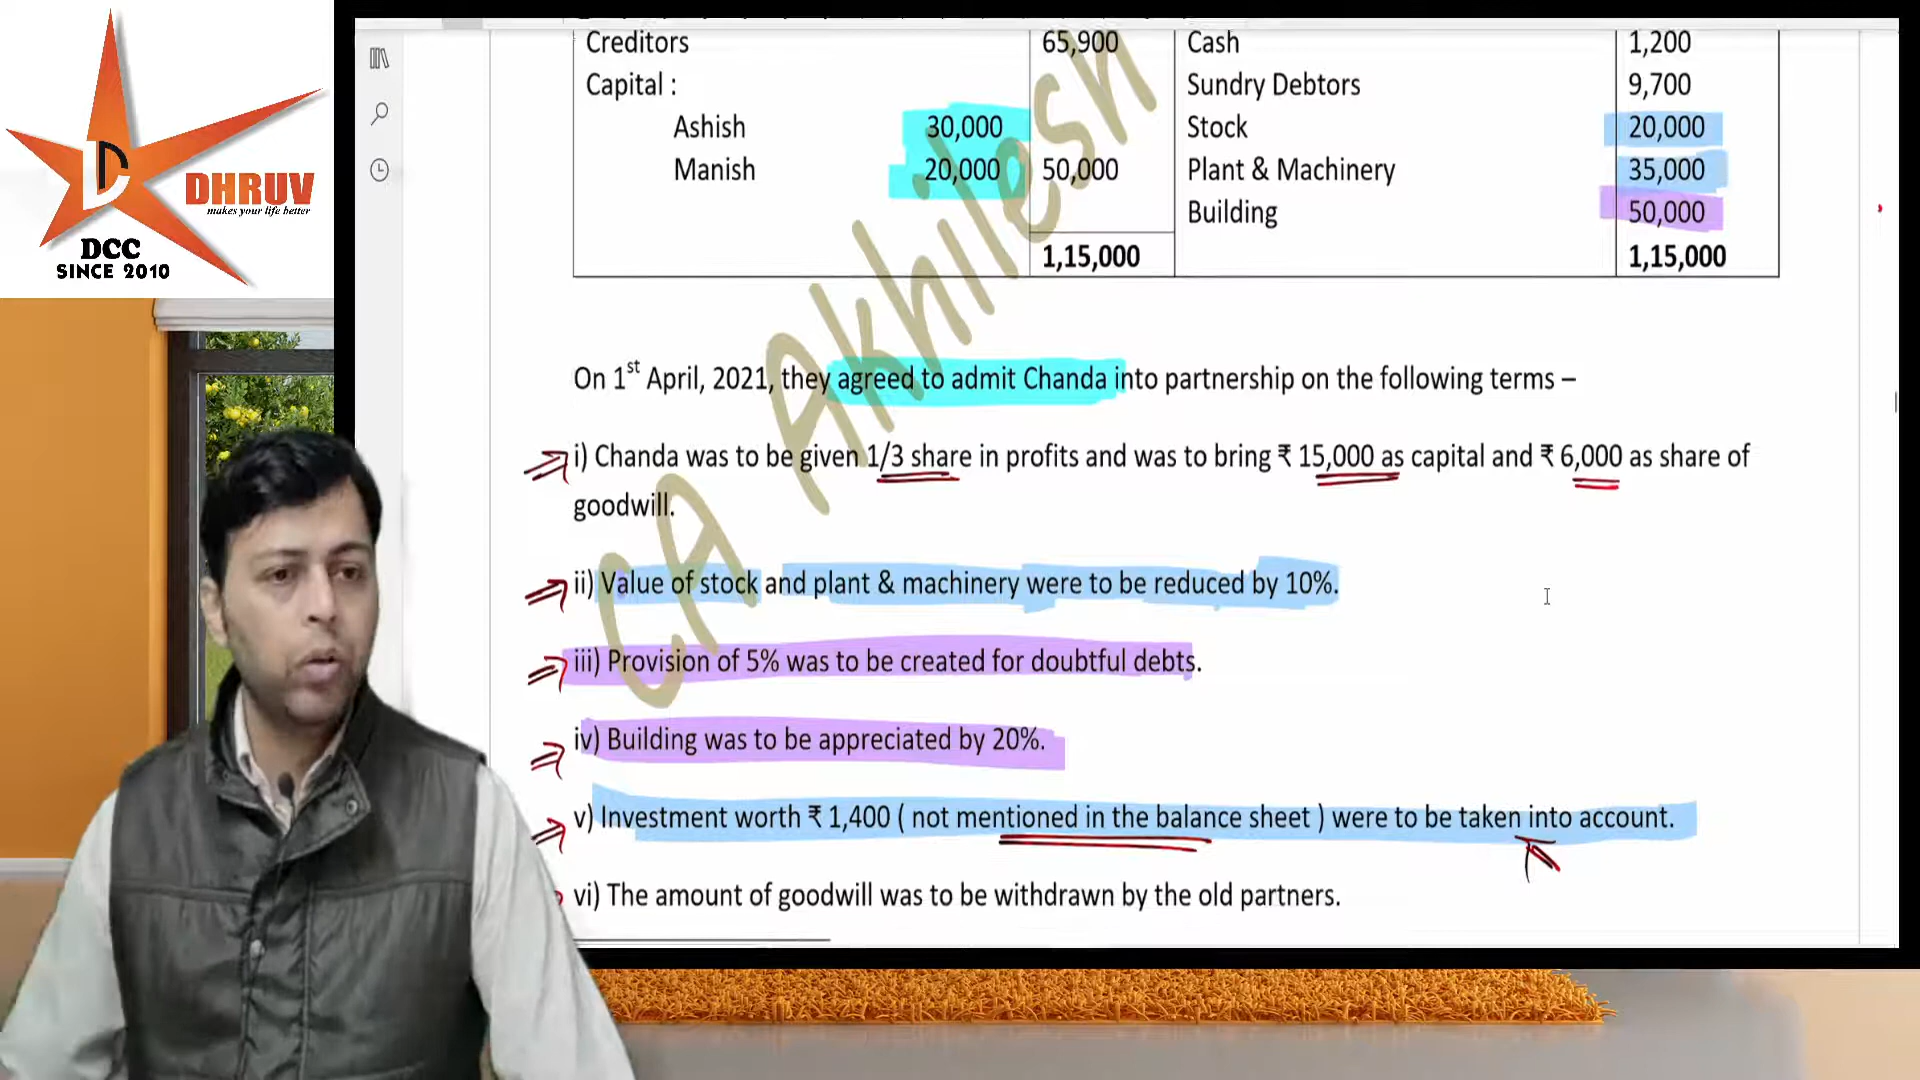 DHRUV
makes your life better
DCC
SINCE 2010
Creditors 65,900 Cash 1,200
Capital : Sundry Debtors 9,700
Ashish 30,000 Stock 20,000
Manish 20,000 50,000 Plant & Machinery 35,000
Building 50,000
1,15,000 1,15,000
On 1st April, 2021, they agreed to admit Chanda into partnership on the following terms –
i) Chanda was to be given 1/3 share in profits and was to bring ₹ 15,000 as capital and ₹ 6,000 as share of
goodwill.
ii) Value of stock and plant & machinery were to be reduced by 10%.
iii) Provision of 5% was to be created for doubtful debts.
iv) Building was to be appreciated by 20%.
v) Investment worth ₹ 1,400 ( not mentioned in the balance sheet ) were to be taken into account.
vi) The amount of goodwill was to be withdrawn by the old partners.
CA Akhilesh